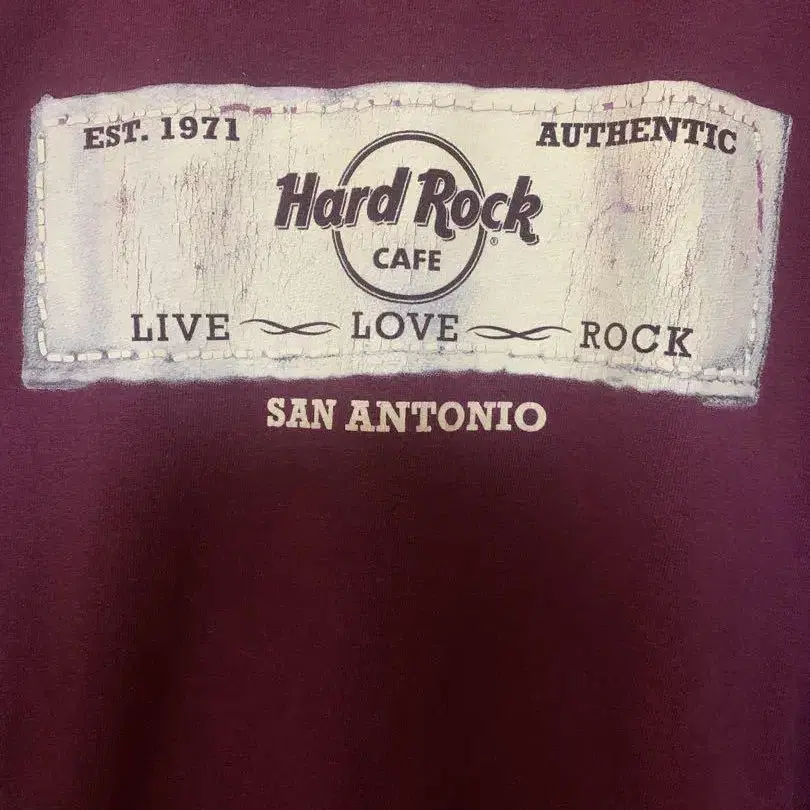 EST. 1971 AUTHENTIC
Hard Rock
CAFE
LIVE LOVE ROCK
SAN ANTONIO